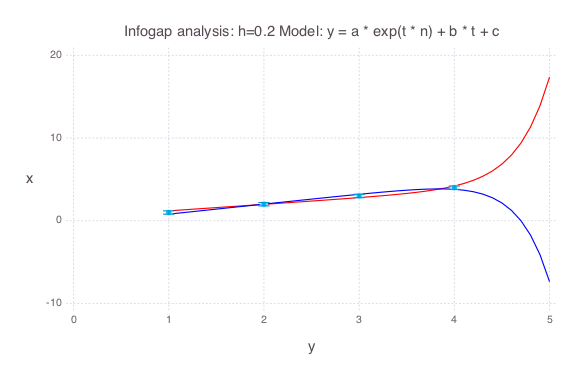 Infogap analysis: h=0.2 Model: y = a * exp(t * n) + b * t + c
20
10
x
0
-10
0 1 2 3 4 5
y